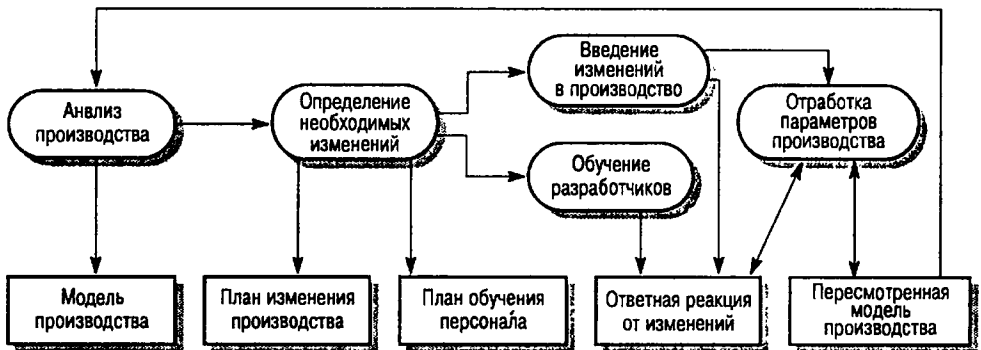 Анвлиз
производства
Определение
необходимых
изменений
Введение
изменений
в производство
Обучение
разработчиков
Отработка
параметров
производства
Модель
производства
План изменения
производства
План обучения
персонала
Ответная реакция
от изменений
Пересмотренная
модель
производства